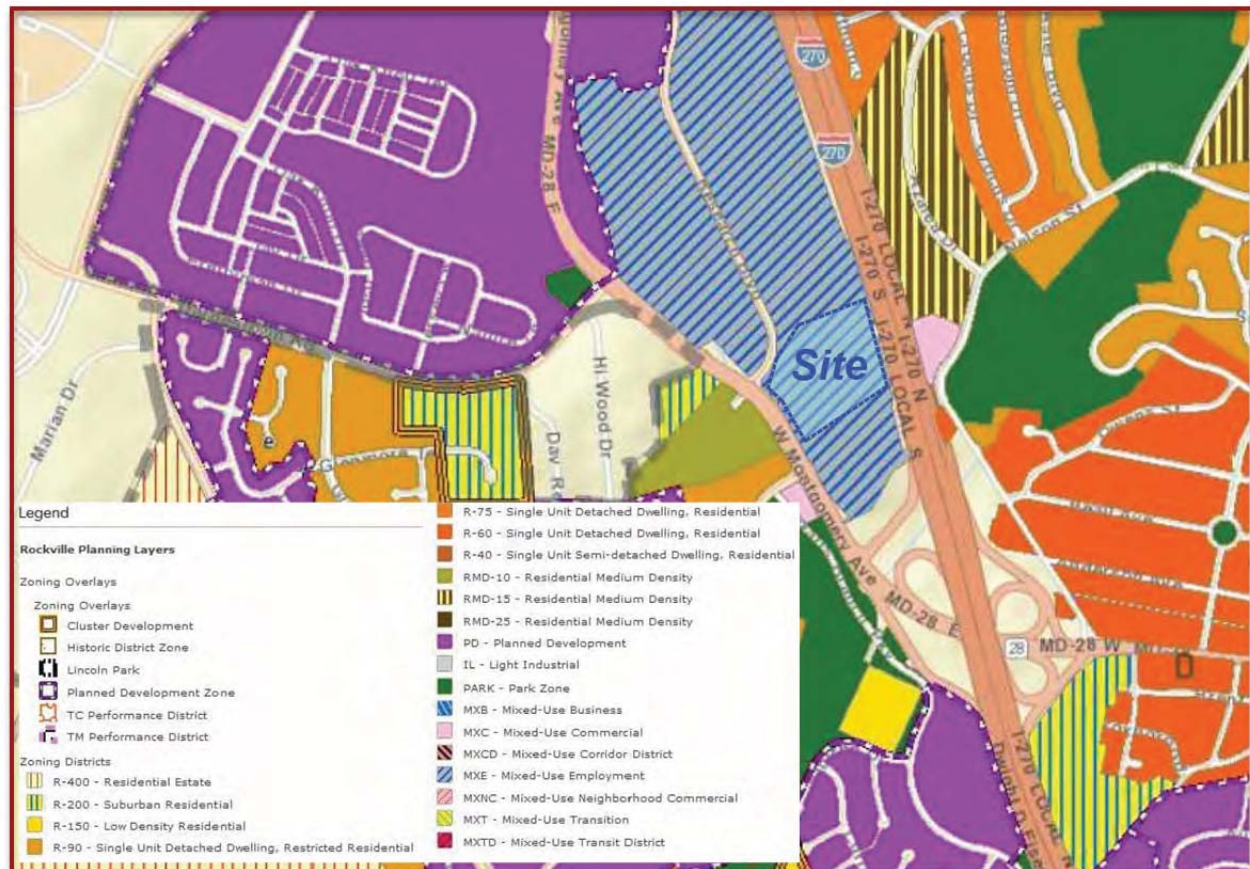 270
270
I-270 LOCAL N
I-270 N
I-270 S
I-270 LOCAL S
Nelson St
Site
Marian Dr
Hi Wood Dr
W Montgomery Ave
MD-28 E
28
MD-28 W
I-270 LOCAL N
D
Legend
Rockville Planning Layers
Zoning Overlays
Zoning Overlays
Cluster Development
Historic District Zone
Lincoln Park
Planned Development Zone
TC Performance District
TM Performance District
Zoning Districts
R-400 - Residential Estate
R-200 - Suburban Residential
R-150 - Low Density Residential
R-90 - Single Unit Detached Dwelling, Restricted Residential
R-75 - Single Unit Detached Dwelling, Residential
R-60 - Single Unit Detached Dwelling, Residential
R-40 - Single Unit Semi-detached Dwelling, Residential
RMD-10 - Residential Medium Density
RMD-15 - Residential Medium Density
RMD-25 - Residential Medium Density
PD - Planned Development
IL - Light Industrial
PARK - Park Zone
MXB - Mixed-Use Business
MXC - Mixed-Use Commercial
MXCD - Mixed-Use Corridor District
MXE - Mixed-Use Employment
MXNC - Mixed-Use Neighborhood Commercial
MXT - Mixed-Use Transition
MXTD - Mixed-Use Transit District